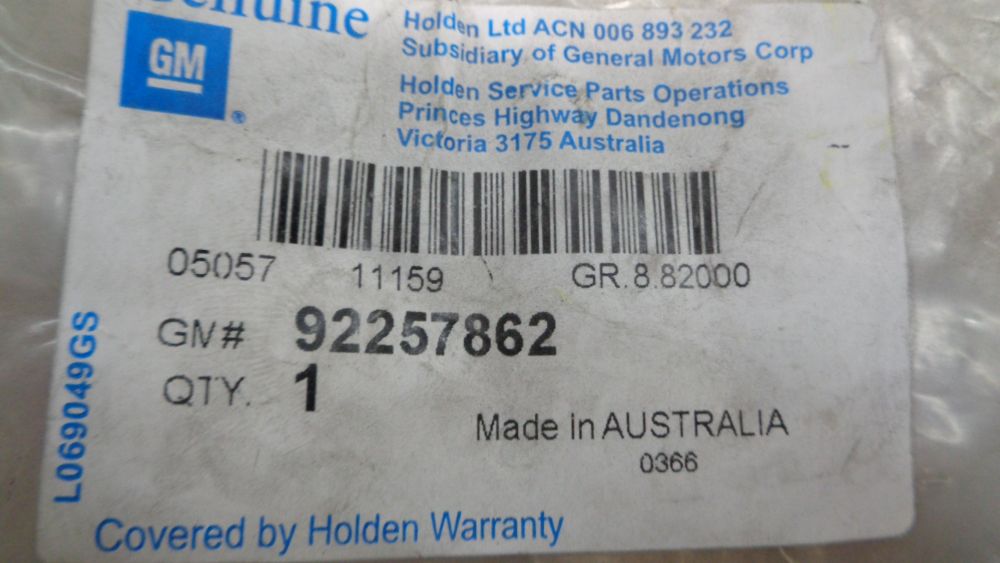 Genuine
GM
®
Holden Ltd ACN 006 893 232
Subsidiary of General Motors Corp
Holden Service Parts Operations
Princes Highway Dandenong
Victoria 3175 Australia
05057 11159 GR.8.82000
GM# 92257862
QTY. 1
Made in AUSTRALIA
0366
L069049GS
Covered by Holden Warranty